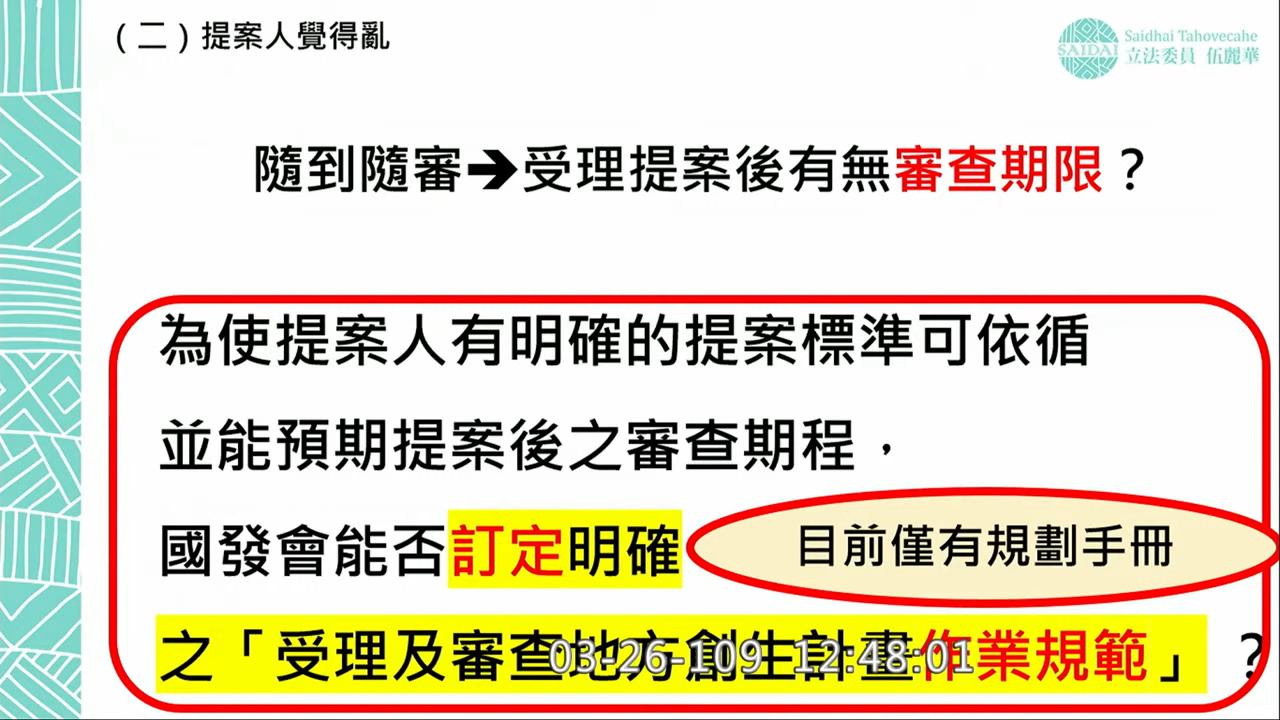 （二）提案人覺得亂
SAIDAI
Saidhai Tahovecahe
立法委員 伍麗華
隨到隨審➔受理提案後有無審查期限？
為使提案人有明確的提案標準可依循
並能預期提案後之審查期程，
國發會能否訂定明確
目前僅有規劃手冊
之「受理及審查地方創生計畫作業規範」？
03-26-109 12:48:01